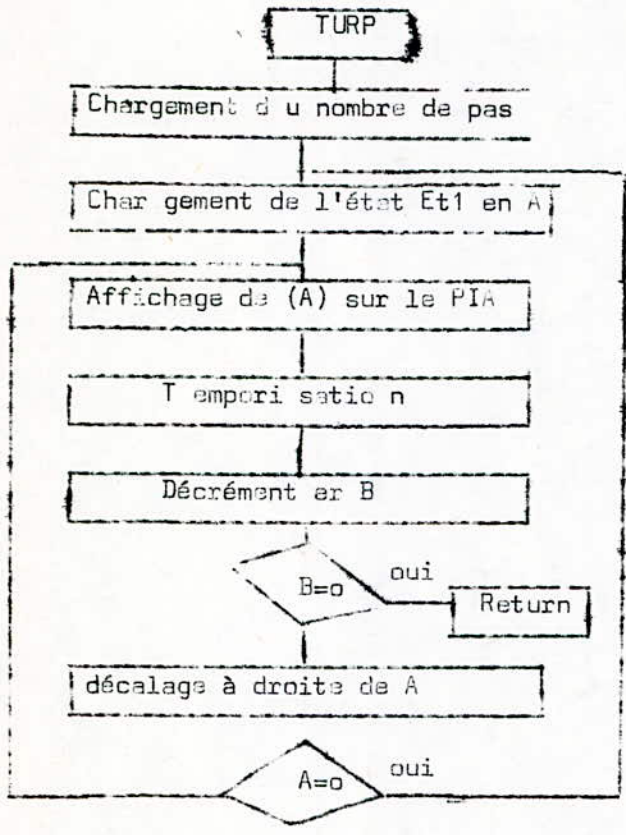 TURP
Chargement d u nombre de pas
Char gement de l'état Et1 en A
Affichage de (A) sur le PIA
T empori satio n
Décrément er B
B=o
oui
Return
décalage à droite de A
A=o
oui